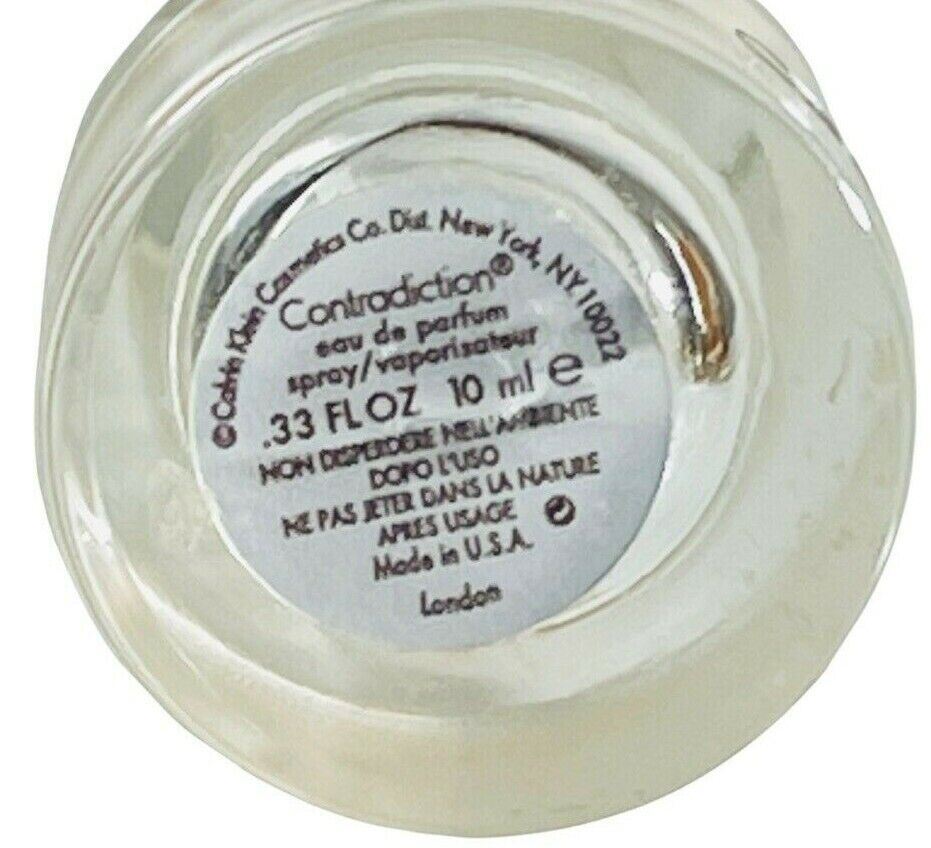 © Calvin Klein Cosmetics Co. Dist. New York, NY 10022
Contradiction®
eau de parfum
spray/vaporisateur
.33 FL OZ 10 ml e
NON DISPERDERE NELL'AMBIENTE
DOPO L'USO
NE PAS JETER DANS LA NATURE
APRES USAGE
Made in U.S.A.
London